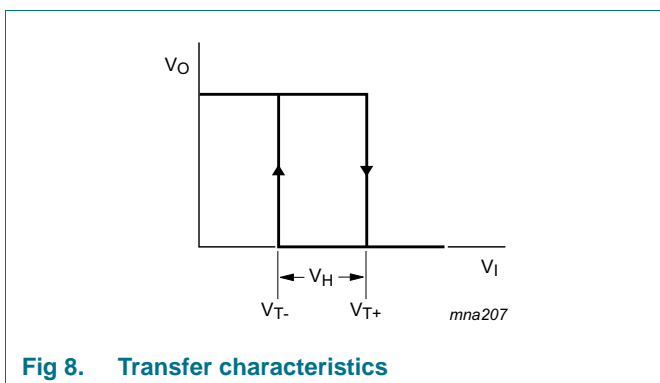 VO
VH
VI
VT-
VT+
mna207
Fig 8. Transfer characteristics